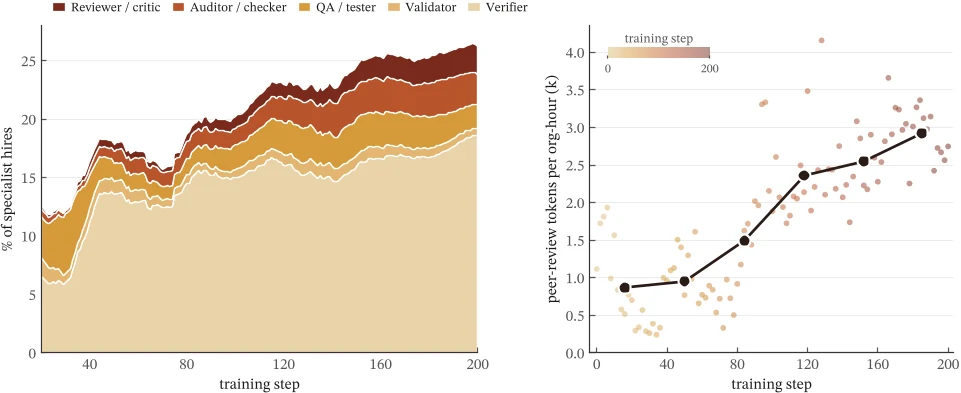 Reviewer / critic Auditor / checker QA / tester Validator Verifier
% of specialist hires
25
20
15
10
5
0
40 80 120 160 200
training step
peer-review tokens per org-hour (k)
training step
0 200
4.0
3.5
3.0
2.5
2.0
1.5
1.0
0.5
0.0
0 40 80 120 160 200
training step